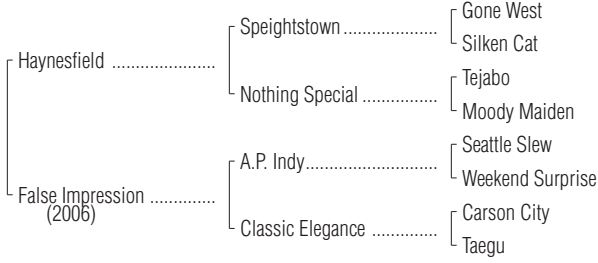 Gone West
Speightstown ...................
Silken Cat
Haynesfield .....................
Tejabo
Nothing Special ...............
Moody Maiden
Seattle Slew
A.P. Indy..........................
Weekend Surprise
False Impression .............
(2006)
Carson City
Classic Elegance .............
Taegu